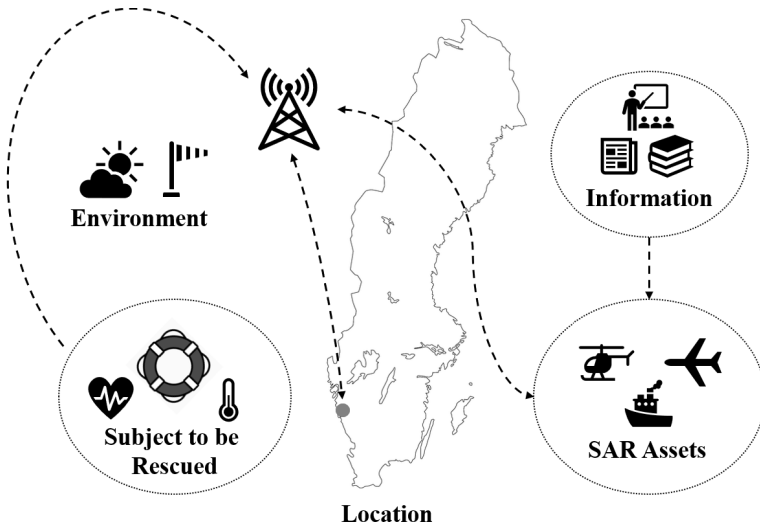 Environment
Information
Subject to be
Rescued
SAR Assets
Location